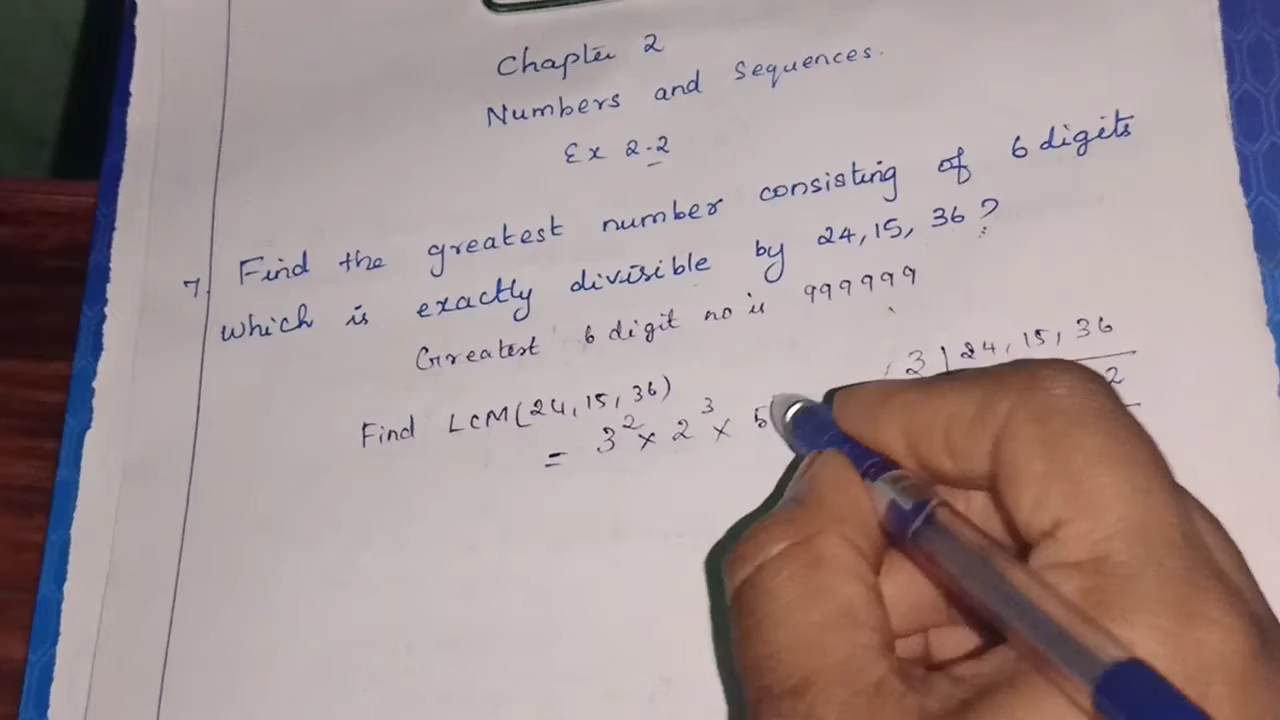 Chapter 2
Numbers and Sequences.
Ex 2.2
7. Find the greatest number consisting of 6 digits
which is exactly divisible by 24, 15, 36 ?
Greatest 6 digit no is 999999
Find LCM(24, 15, 36)
= 3² × 2³ × 5
3 | 24, 15, 36
2